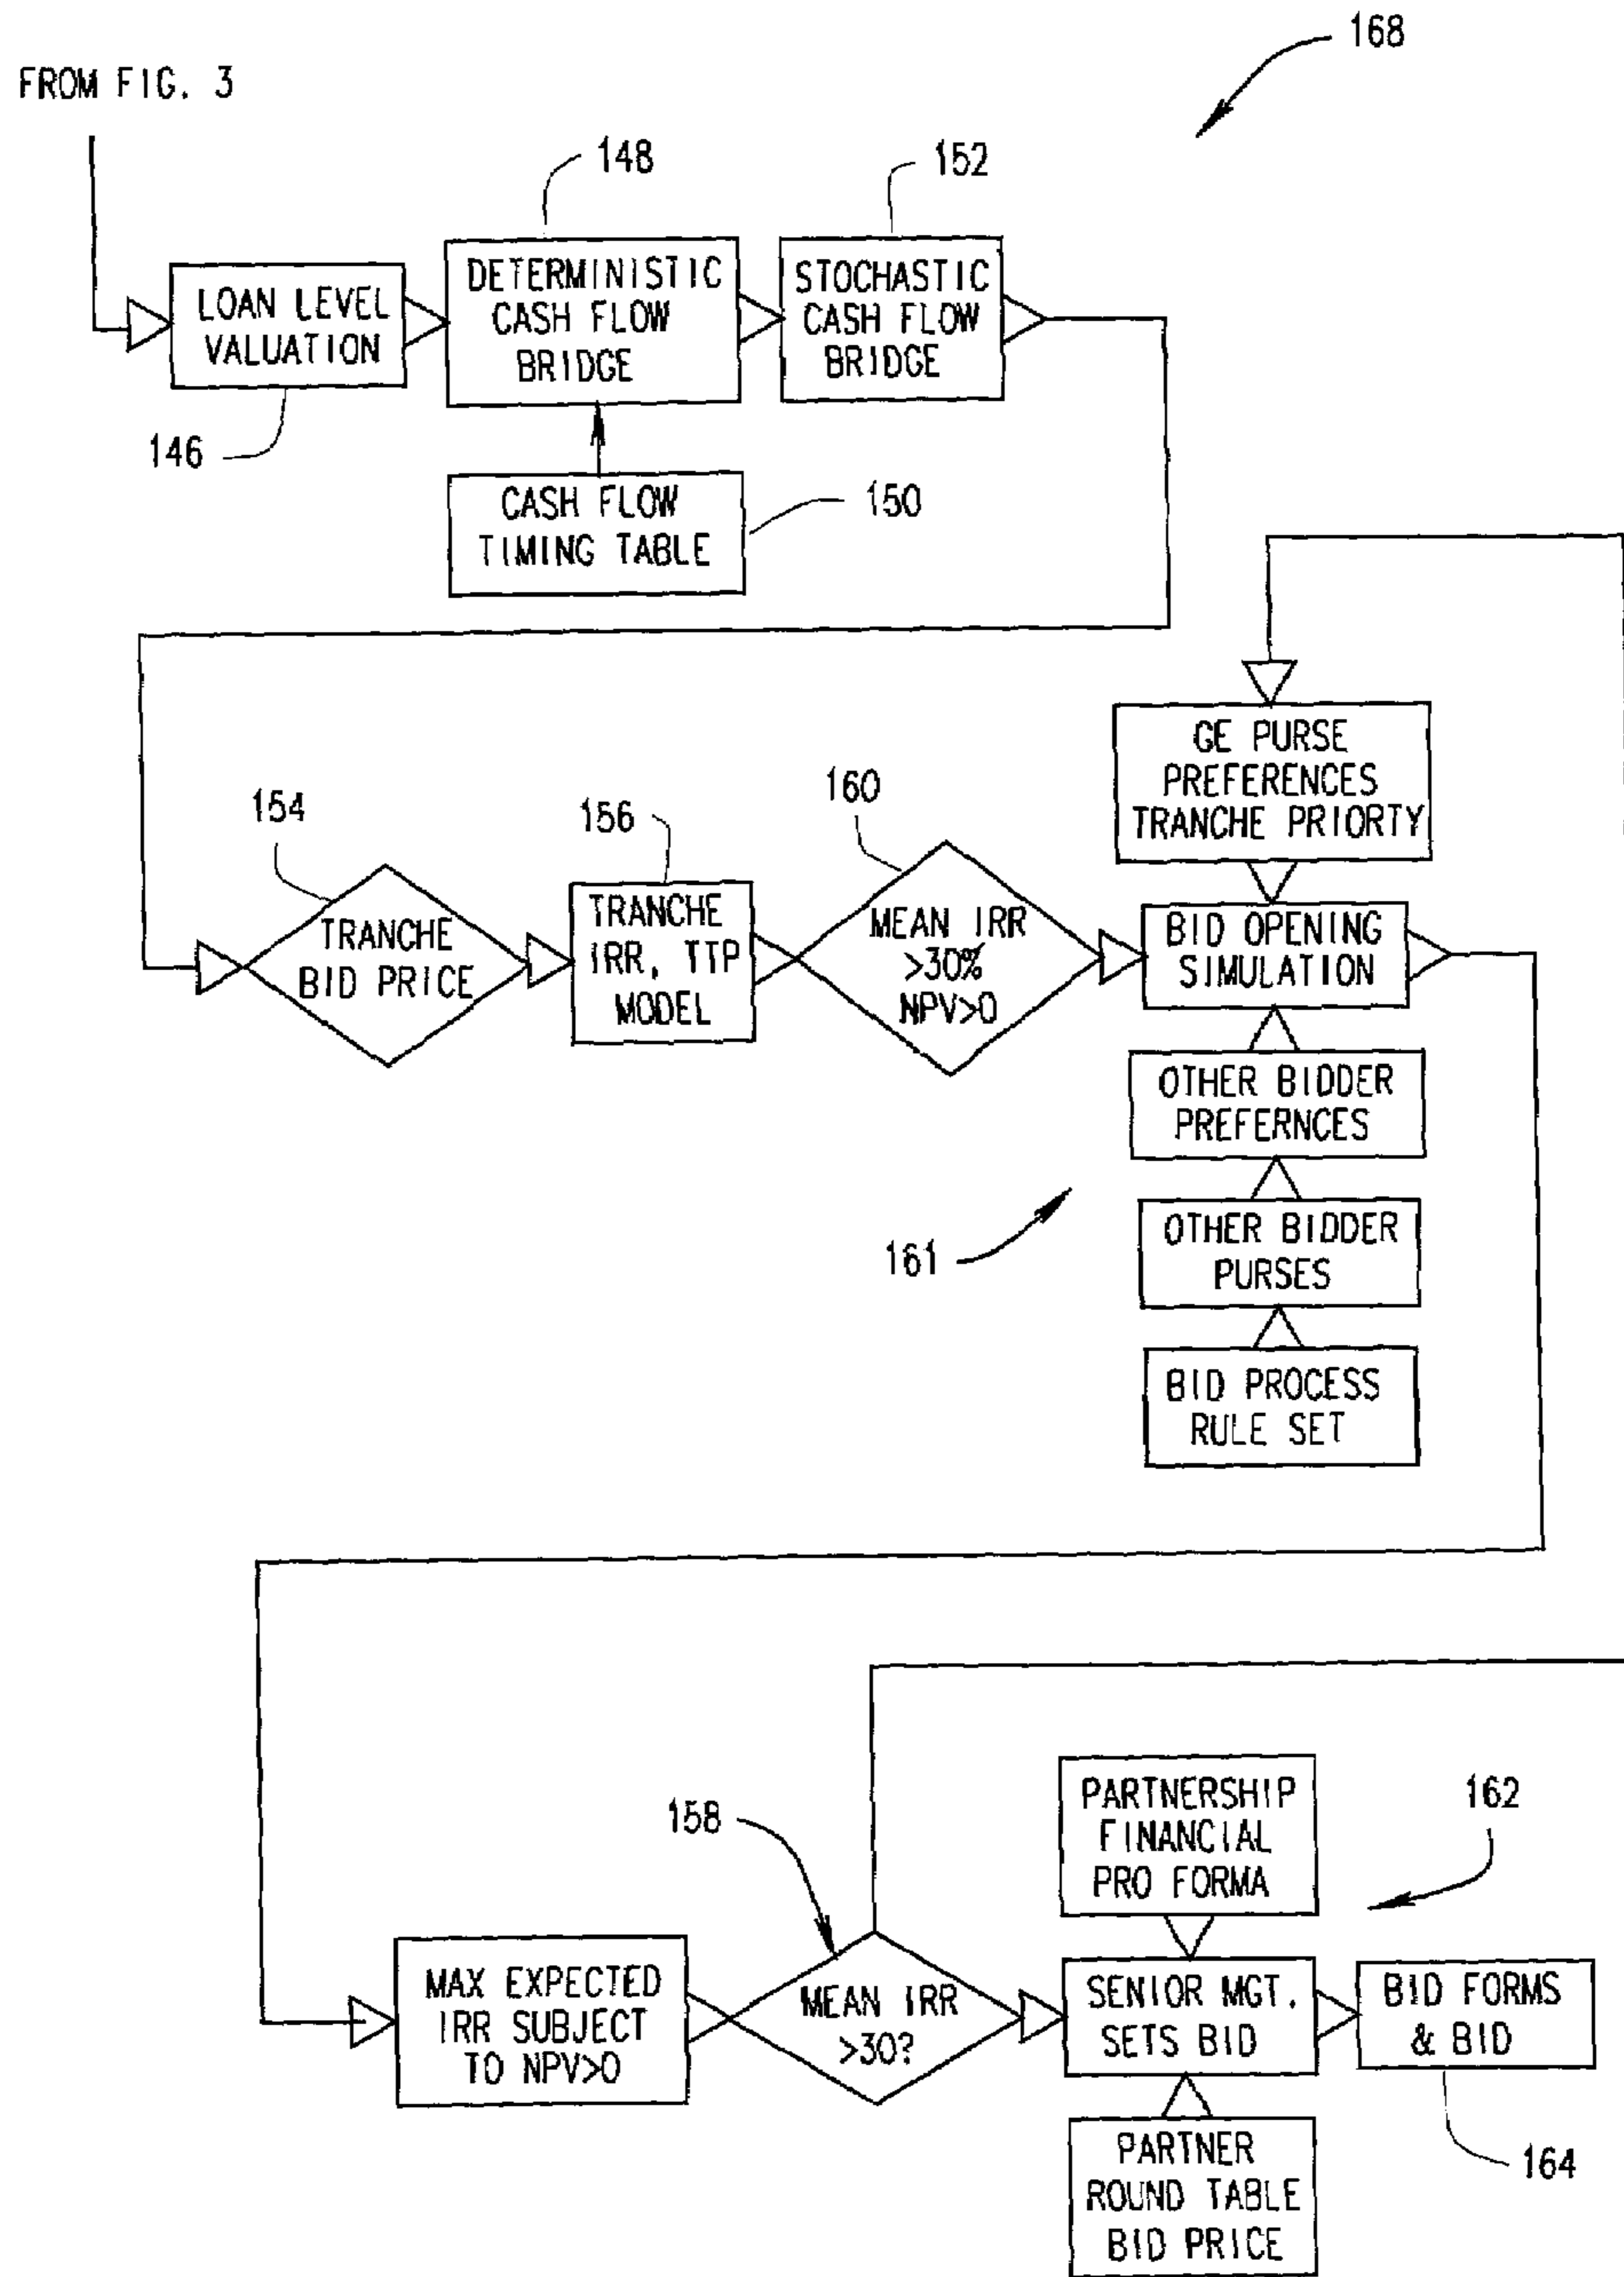 168
FROM FIG. 3
148
152
LOAN LEVEL
VALUATION
DETERMINISTIC
CASH FLOW
BRIDGE
STOCHASTIC
CASH FLOW
BRIDGE
146
CASH FLOW
TIMING TABLE
150
GE PURSE
PREFERENCES
TRANCHE PRIORTY
154
156
160
TRANCHE
BID PRICE
TRANCHE
IRR, TTP
MODEL
MEAN IRR
>30%
NPV>0
BID OPENING
SIMULATION
OTHER BIDDER
PREFERNCES
161
OTHER BIDDER
PURSES
BID PROCESS
RULE SET
158
PARTNERSHIP
FINANCIAL
PRO FORMA
162
MAX EXPECTED
IRR SUBJECT
TO NPV>0
MEAN IRR
>30?
SENIOR MGT.
SETS BID
BID FORMS
& BID
PARTNER
ROUND TABLE
BID PRICE
164